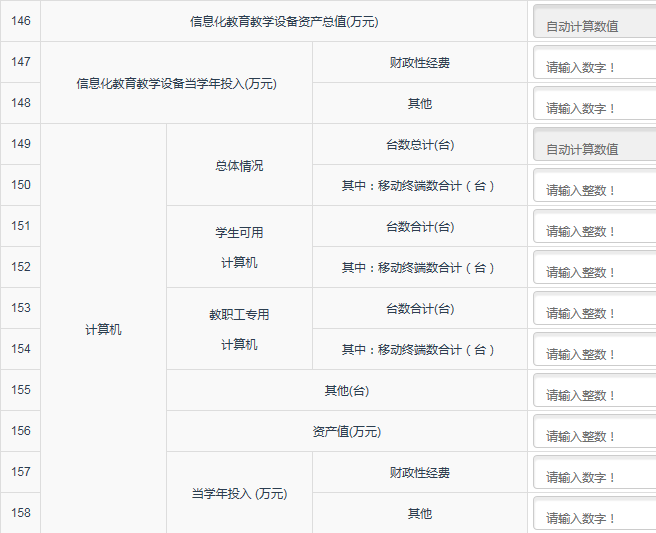 146
信息化教育教学设备资产总值(万元)
自动计算数值
147
信息化教育教学设备当学年投入(万元)
财政性经费
请输入数字！
148
其他
请输入数字！
149
计算机
总体情况
台数总计(台)
自动计算数值
150
其中：移动终端数合计（台）
请输入整数！
151
学生可用
计算机
台数合计(台)
请输入整数！
152
其中：移动终端数合计（台）
请输入整数！
153
教职工专用
计算机
台数合计(台)
请输入整数！
154
其中：移动终端数合计（台）
请输入整数！
155
其他(台)
请输入整数！
156
资产值(万元)
请输入整数！
157
当学年投入 (万元)
财政性经费
请输入数字！
158
其他
请输入数字！